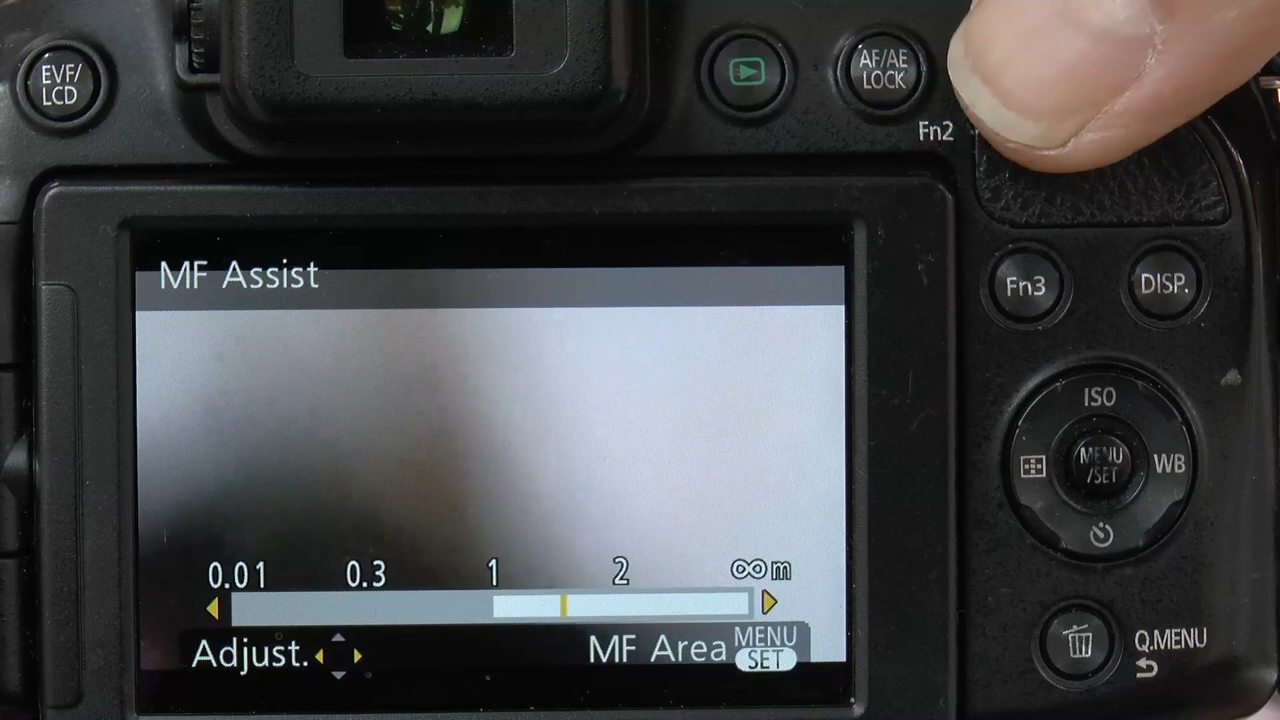 EVF/
LCD
AF/AE
LOCK
Fn2
MF Assist
Fn3
DISP.
ISO
MENU
/SET
WB
0.01 0.3 1 2 ∞m
Adjust.
MF Area MENU
SET
Q.MENU